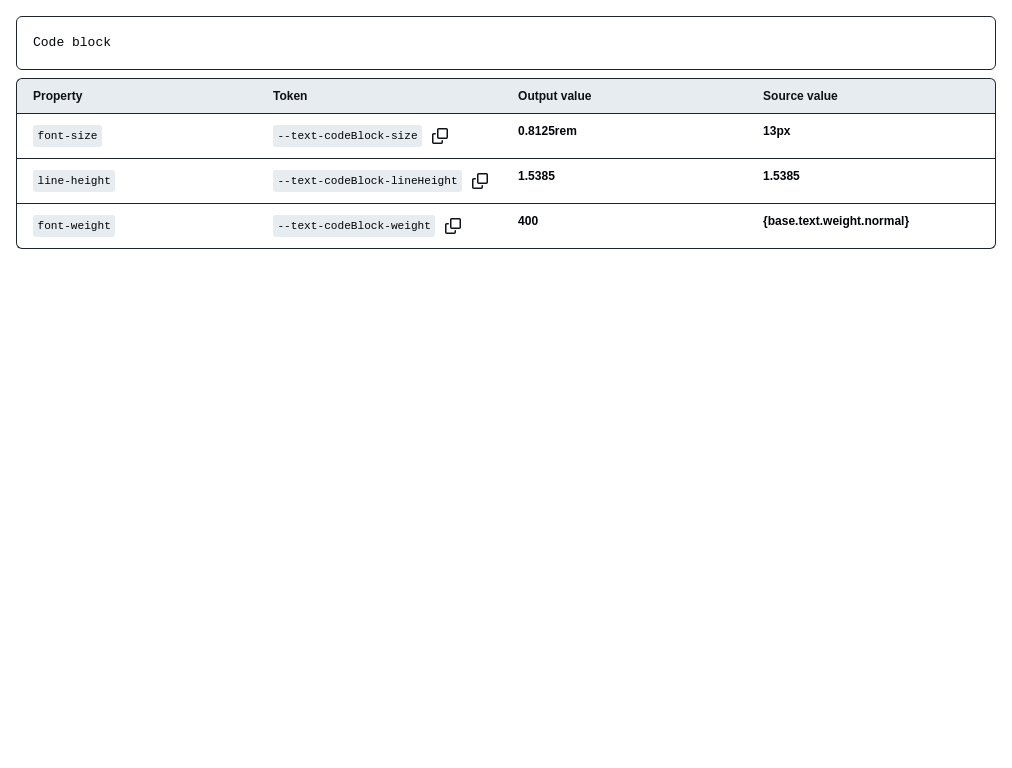 Code block
Property Token Output value Source value
font-size --text-codeBlock-size 0.8125rem 13px
line-height --text-codeBlock-lineHeight 1.5385 1.5385
font-weight --text-codeBlock-weight 400 {base.text.weight.normal}